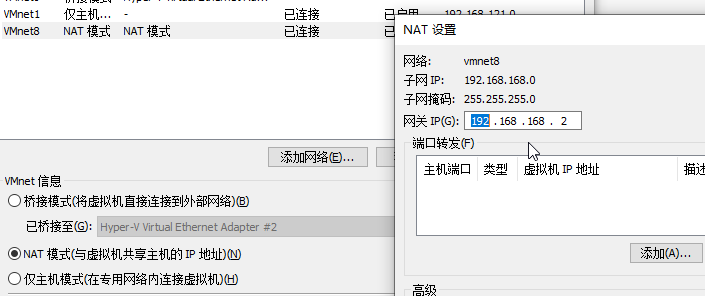 VMnet1 仅主机... - 已连接 已启用 192.168.121.0
VMnet8 NAT 模式 NAT 模式 已连接
添加网络(E)...
VMnet 信息
桥接模式(将虚拟机直接连接到外部网络)(B)
已桥接至(G): Hyper-V Virtual Ethernet Adapter #2
NAT 模式(与虚拟机共享主机的 IP 地址)(N)
仅主机模式(在专用网络内连接虚拟机)(H)
NAT 设置
网络: vmnet8
子网 IP: 192.168.168.0
子网掩码: 255.255.255.0
网关 IP(G): 192 . 168 . 168 . 2
端口转发(F)
主机端口 类型 虚拟机 IP 地址 描述
添加(A)...
高级